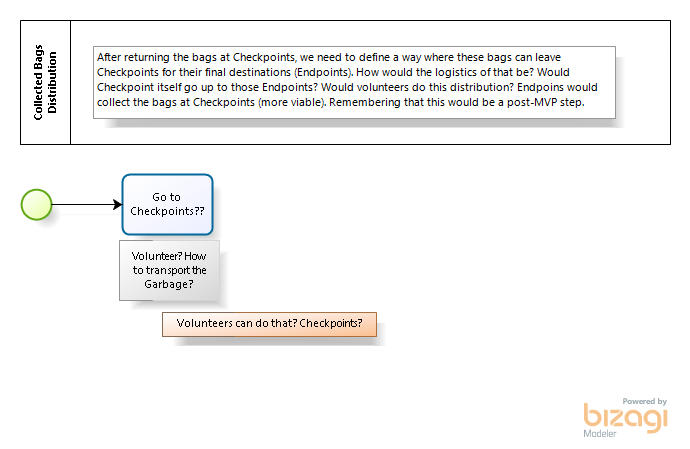 Collected Bags
Distribution
After returning the bags at Checkpoints, we need to define a way where these bags can leave
Checkpoints for their final destinations (Endpoints). How would the logistics of that be? Would
Checkpoint itself go up to those Endpoints? Would volunteers do this distribution? Endpoins would
collect the bags at Checkpoints (more viable). Remembering that this would be a post-MVP step.
Go to
Checkpoints??
Volunteer? How
to transport the
Garbage?
Volunteers can do that? Checkpoints?
Powered by
bizagi
Modeler